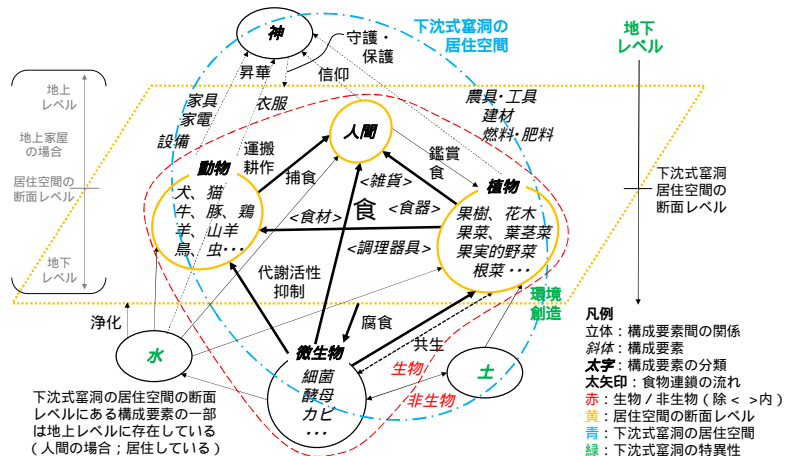 神
下沈式窰洞の
居住空間
守護・
保護
昇華
信仰
地下
レベル
地上
レベル
地上家屋
の場合
居住空間の
断面レベル
地下
レベル
家具
家電
設備
衣服
農具・工具
建材
燃料・肥料
人間
運搬
耕作
動物
捕食
<雑貨>
鑑賞
食
植物
犬、猫
牛、豚、鶏
羊、山羊
鳥、虫・・・
<食材>
食
<食器>
<調理器具>
果樹、花木
果菜、葉茎菜
果実的野菜
根菜・・・
下沈式窰洞
居住空間の
断面レベル
代謝活性
抑制
環境
創造
浄化
腐食
共生
水
微生物
細菌
酵母
カビ
・・・
生物
非生物
土
下沈式窰洞の居住空間の断面
レベルにある構成要素の一部
は地上レベルに存在している
(人間の場合;居住している)
凡例
立体:構成要素間の関係
斜体:構成要素
太字:構成要素の分類
太矢印:食物連鎖の流れ
赤:生物/非生物(除< >内)
黄:居住空間の断面レベル
青:下沈式窰洞の居住空間
緑:下沈式窰洞の特異性